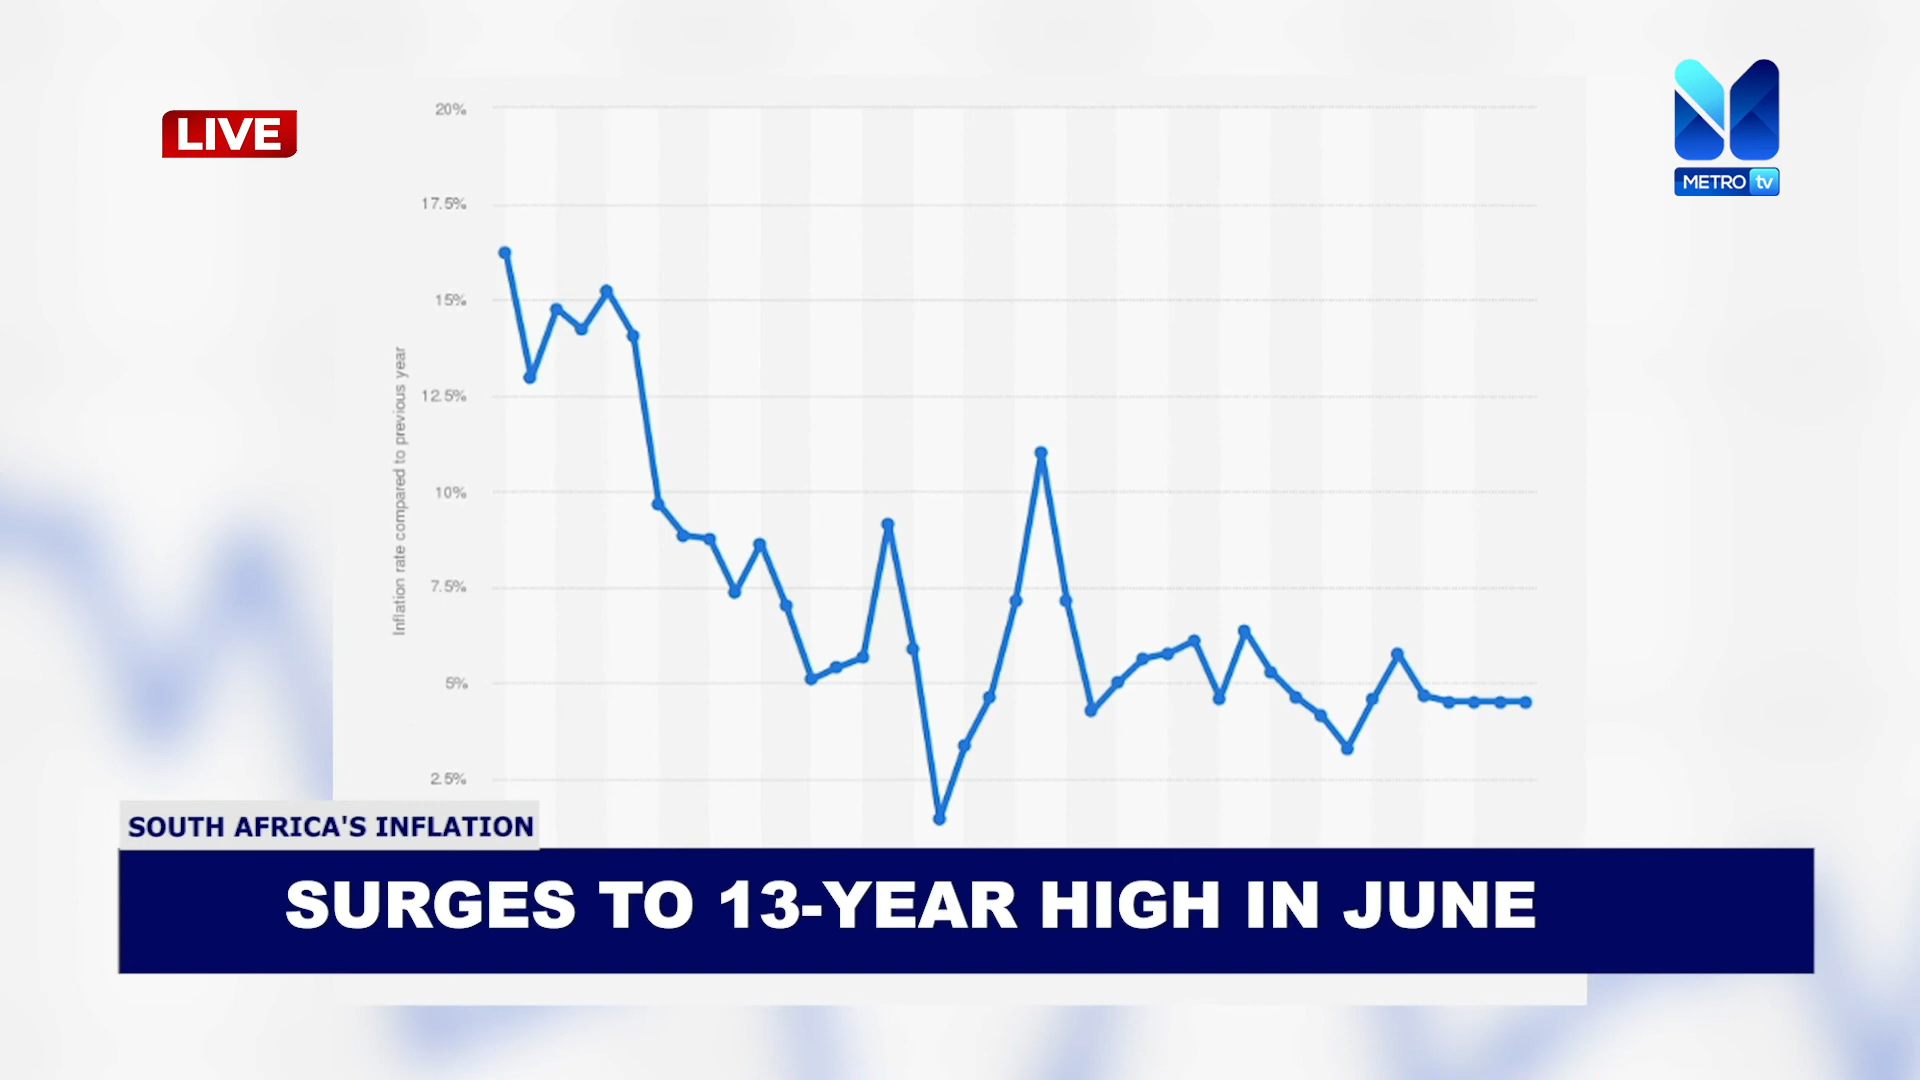 LIVE
METRO tv
20%
17.5%
15%
12.5%
10%
7.5%
5%
2.5%
Inflation rate compared to previous year
SOUTH AFRICA'S INFLATION
SURGES TO 13-YEAR HIGH IN JUNE